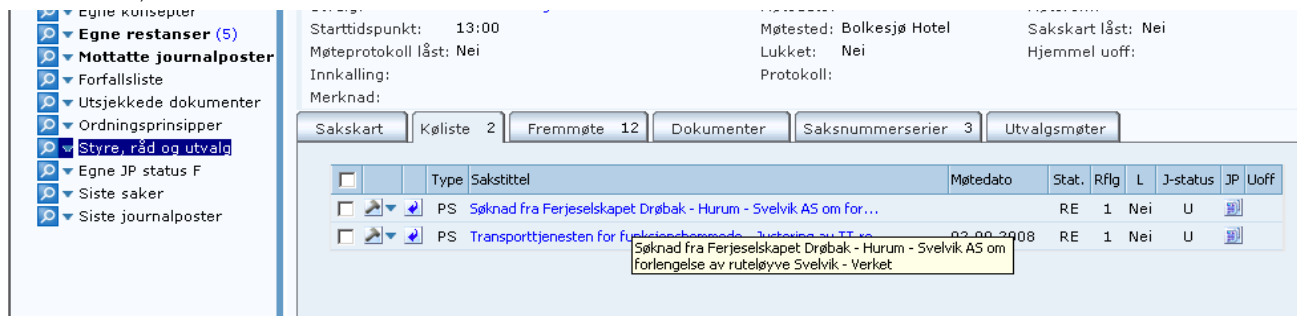 Egne konsepter
Egne restanser (5)
Mottatte journalposter
Forfallsliste
Utsjekkede dokumenter
Ordningsprinsipper
Styre, råd og utvalg
Egne JP status F
Siste saker
Siste journalposter
Starttidspunkt: 13:00 Møtested: Bolkesjø Hotel Sakskart låst: Nei
Møteprotokoll låst: Nei Lukket: Nei Hjemmel uoff:
Innkalling: Protokoll:
Merknad:
Sakskart Køliste 2 Fremmøte 12 Dokumenter Saksnummerserier 3 Utvalgsmøter
Type Sakstittel Møtedato Stat. Rflg L J-status JP Uoff
PS Søknad fra Ferjeselskapet Drøbak - Hurum - Svelvik AS om for... RE 1 Nei U
PS Transporttjenesten for RE 1 Nei U
Søknad fra Ferjeselskapet Drøbak - Hurum - Svelvik AS om
forlengelse av ruteløyve Svelvik - Verket